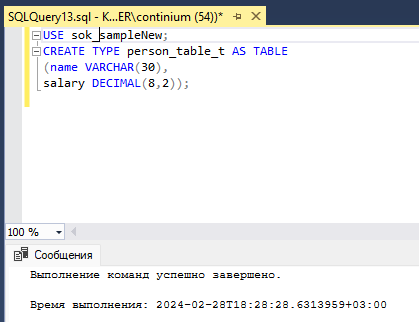 SQLQuery13.sql - K...ER\continium (54))*
USE sok_sampleNew;
CREATE TYPE person_table_t AS TABLE
(name VARCHAR(30),
salary DECIMAL(8,2));
100 %
Сообщения
Выполнение команд успешно завершено.
Время выполнения: 2024-02-28T18:28:28.6313959+03:00